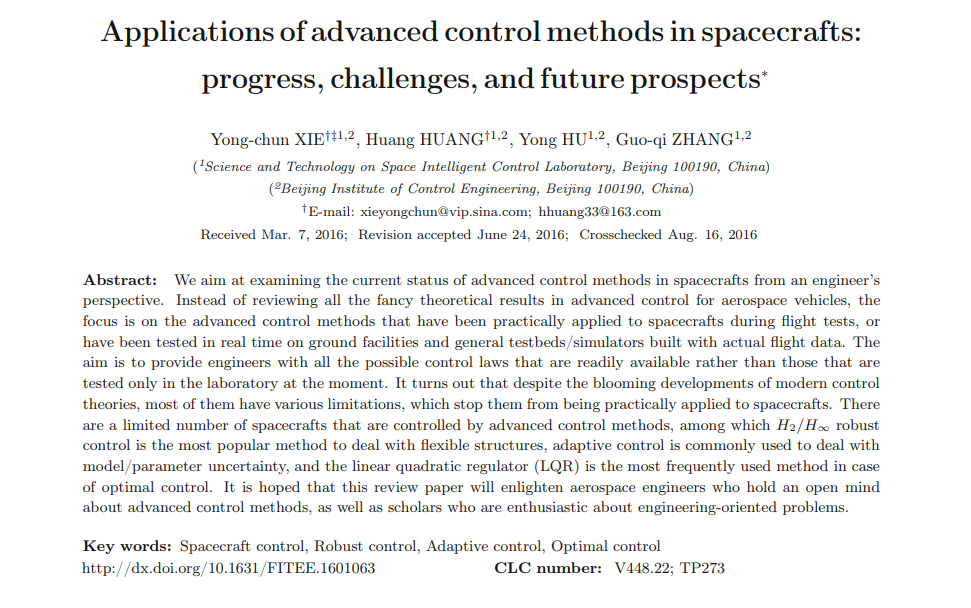 Applications of advanced control methods in spacecrafts:
progress, challenges, and future prospects*
Yong-chun XIE†‡1,2, Huang HUANG†1,2, Yong HU1,2, Guo-qi ZHANG1,2
(1Science and Technology on Space Intelligent Control Laboratory, Beijing 100190, China)
(2Beijing Institute of Control Engineering, Beijing 100190, China)
†E-mail: xieyongchun@vip.sina.com; hhuang33@163.com
Received Mar. 7, 2016; Revision accepted June 24, 2016; Crosschecked Aug. 16, 2016
Abstract: We aim at examining the current status of advanced control methods in spacecrafts from an engineer's
perspective. Instead of reviewing all the fancy theoretical results in advanced control for aerospace vehicles, the
focus is on the advanced control methods that have been practically applied to spacecrafts during flight tests, or
have been tested in real time on ground facilities and general testbeds/simulators built with actual flight data. The
aim is to provide engineers with all the possible control laws that are readily available rather than those that are
tested only in the laboratory at the moment. It turns out that despite the blooming developments of modern control
theories, most of them have various limitations, which stop them from being practically applied to spacecrafts. There
are a limited number of spacecrafts that are controlled by advanced control methods, among which H2/H∞ robust
control is the most popular method to deal with flexible structures, adaptive control is commonly used to deal with
model/parameter uncertainty, and the linear quadratic regulator (LQR) is the most frequently used method in case
of optimal control. It is hoped that this review paper will enlighten aerospace engineers who hold an open mind
about advanced control methods, as well as scholars who are enthusiastic about engineering-oriented problems.
Key words: Spacecraft control, Robust control, Adaptive control, Optimal control
http://dx.doi.org/10.1631/FITEE.1601063 CLC number: V448.22; TP273